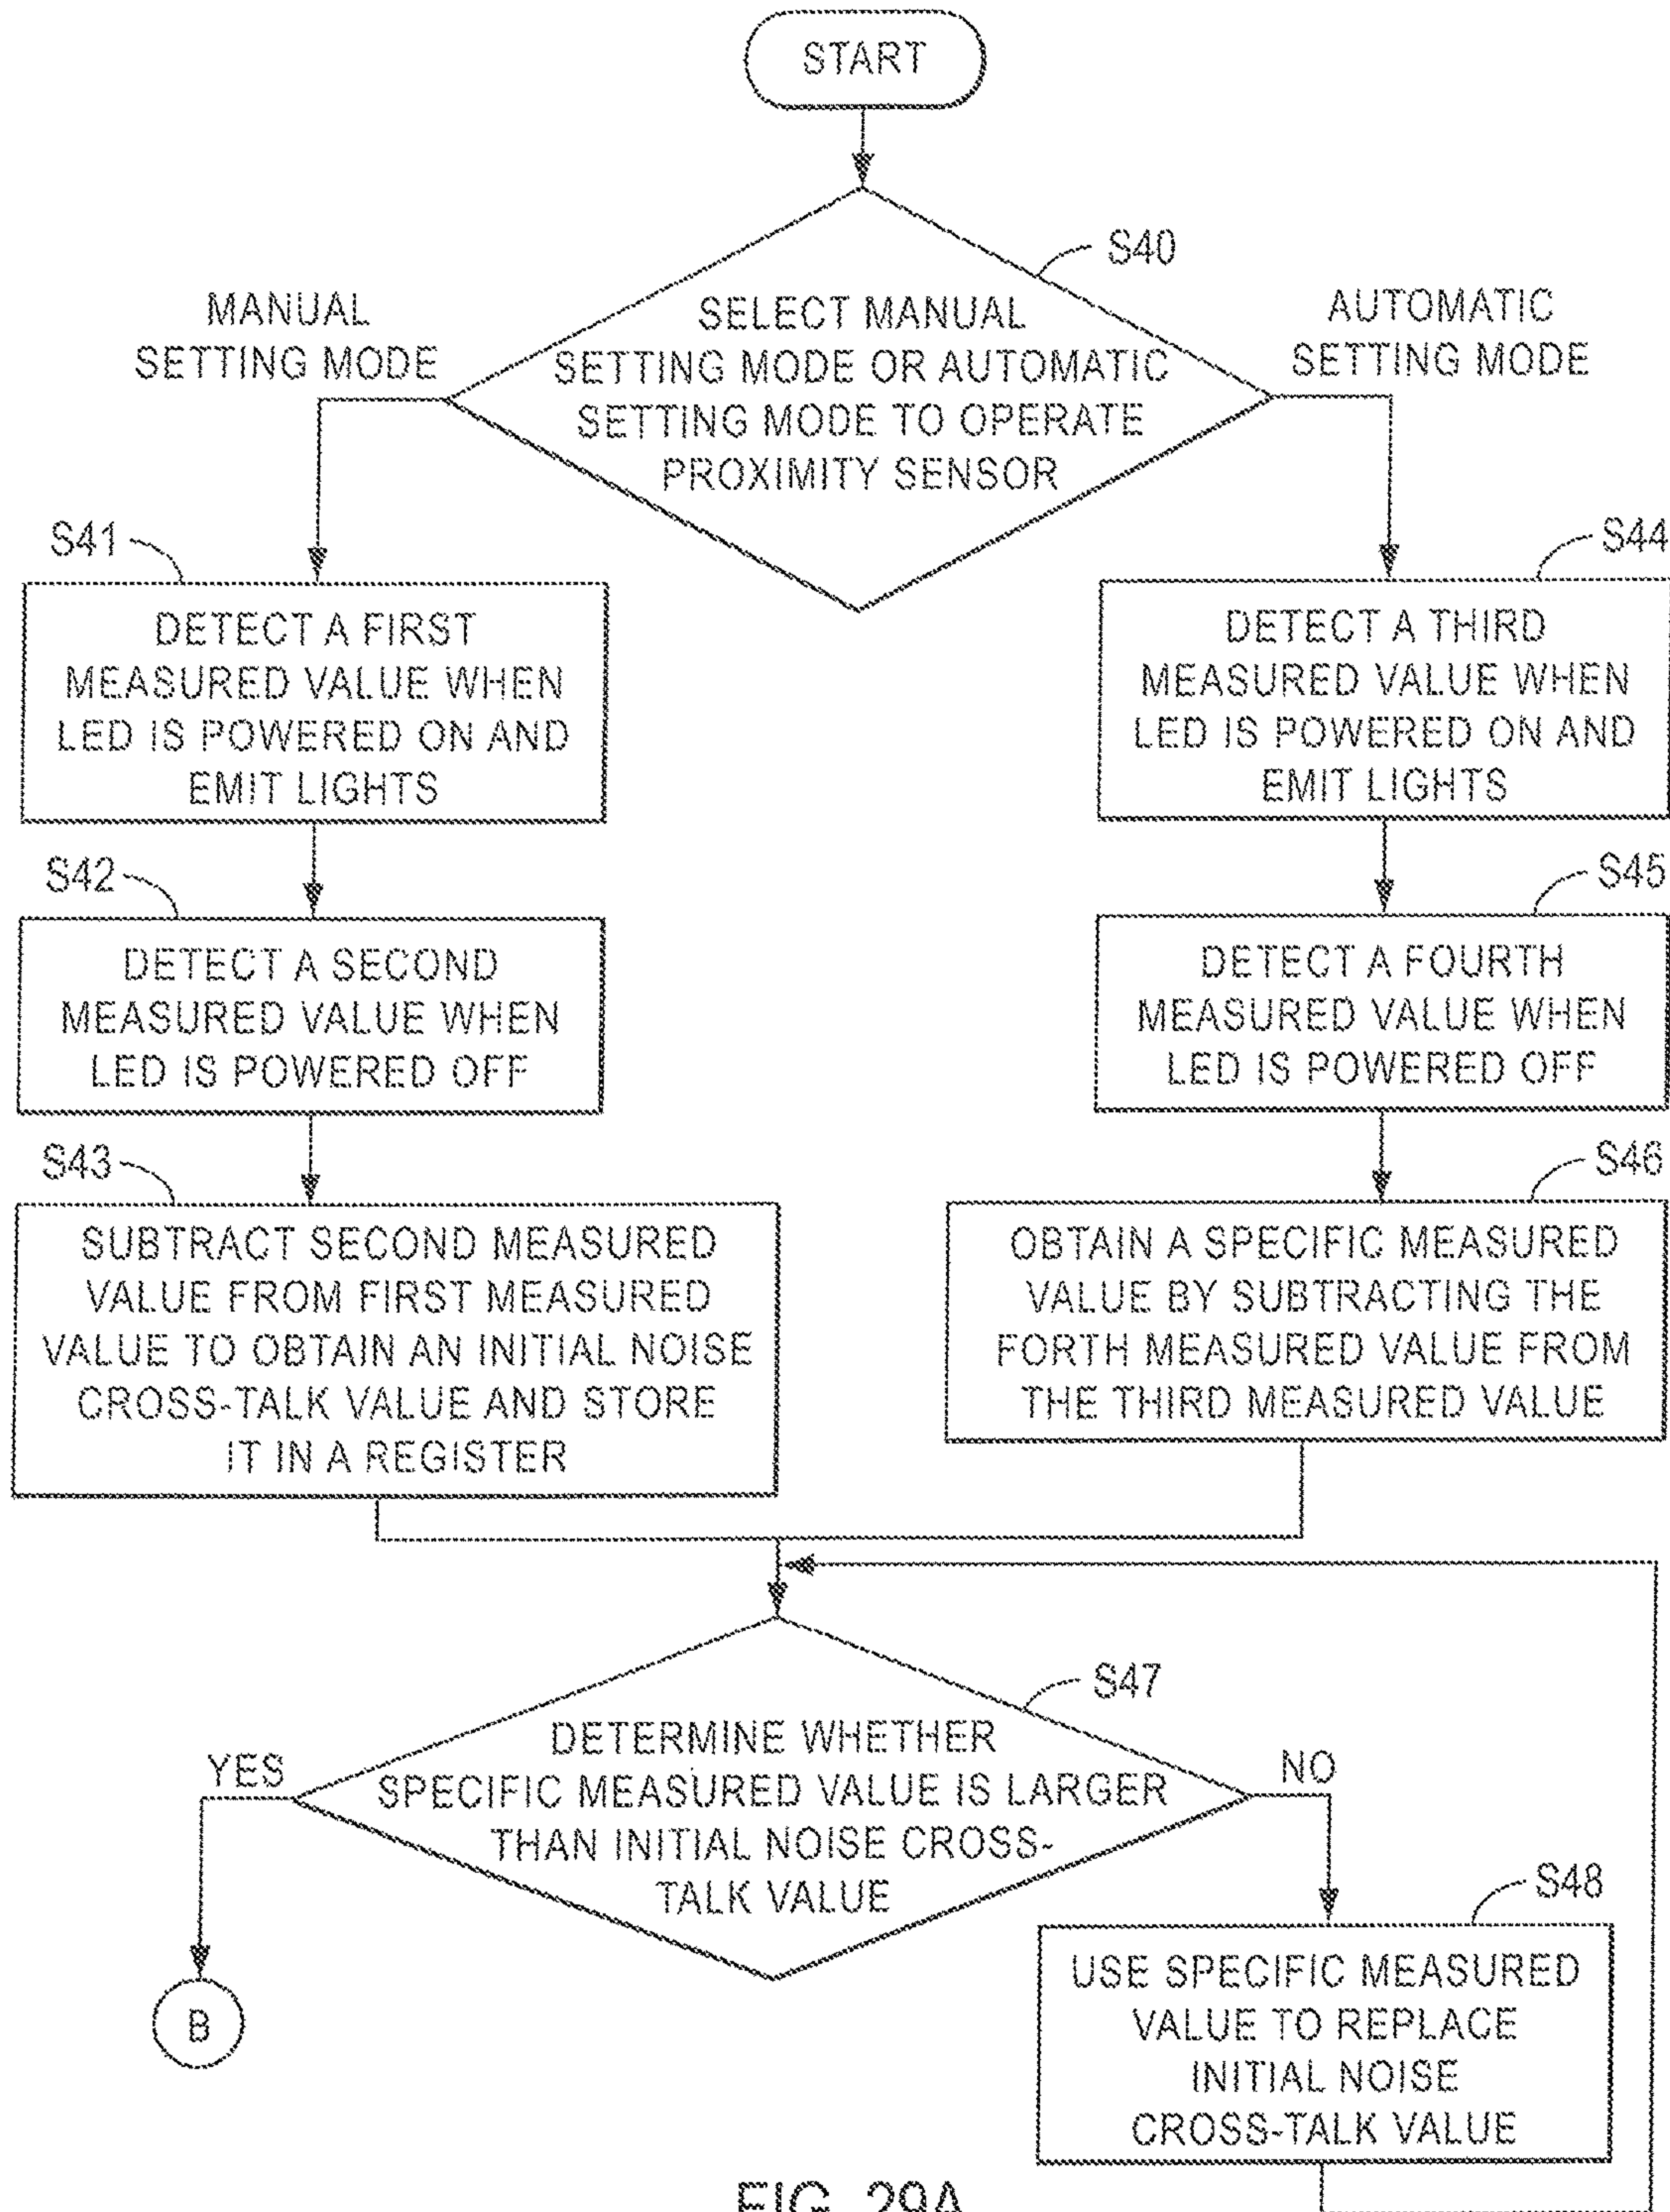 START
S40
SELECT MANUAL
SETTING MODE OR AUTOMATIC
SETTING MODE TO OPERATE
PROXIMITY SENSOR
MANUAL
SETTING MODE
AUTOMATIC
SETTING MODE
S41
DETECT A FIRST
MEASURED VALUE WHEN
LED IS POWERED ON AND
EMIT LIGHTS
S42
DETECT A SECOND
MEASURED VALUE WHEN
LED IS POWERED OFF
S43
SUBTRACT SECOND MEASURED
VALUE FROM FIRST MEASURED
VALUE TO OBTAIN AN INITIAL NOISE
CROSS-TALK VALUE AND STORE
IT IN A REGISTER
S44
DETECT A THIRD
MEASURED VALUE WHEN
LED IS POWERED ON AND
EMIT LIGHTS
S45
DETECT A FOURTH
MEASURED VALUE WHEN
LED IS POWERED OFF
S46
OBTAIN A SPECIFIC MEASURED
VALUE BY SUBTRACTING THE
FORTH MEASURED VALUE FROM
THE THIRD MEASURED VALUE
S47
DETERMINE WHETHER
SPECIFIC MEASURED VALUE IS LARGER
THAN INITIAL NOISE CROSS-
TALK VALUE
YES
NO
B
S48
USE SPECIFIC MEASURED
VALUE TO REPLACE
INITIAL NOISE
CROSS-TALK VALUE
FIG. 29A